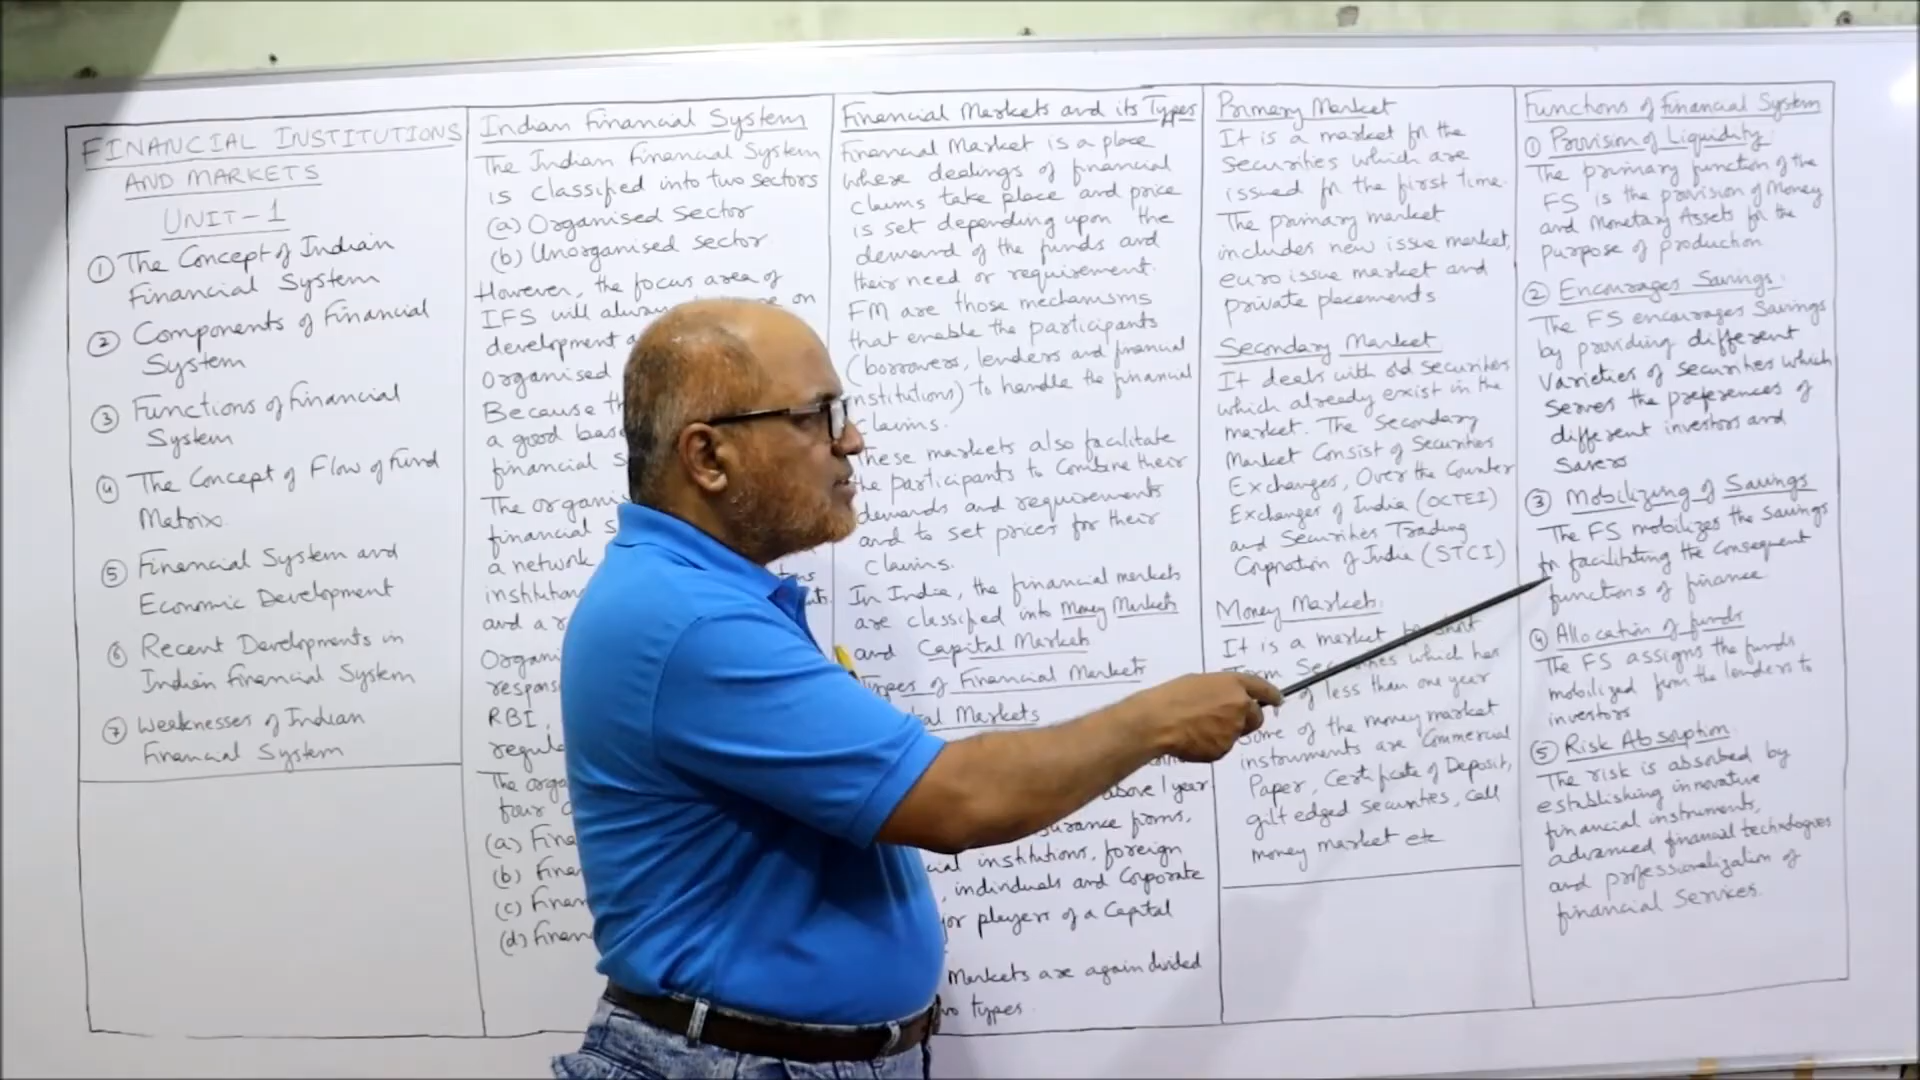 FINANCIAL INSTITUTIONS
AND MARKETS
UNIT-1
① The Concept of Indian
Financial System
② Components of Financial
System
③ Functions of Financial
System
④ The Concept of Flow of Fund
Matrix
⑤ Financial System and
Economic Development
⑥ Recent Developments in
Indian Financial System
⑦ Weaknesses of Indian
Financial System
Indian Financial System
The Indian Financial System
is classified into two sectors
(a) Organised Sector
(b) Unorganised Sector
However, the focus area of
IFS will on
development
Organised
Because
a good
financial
The
financial
a network
institution
and a
respons
RBI,
The
four
(a)
(b)
(c)
(d)
Financial Markets and its Types
Financial Market is a place
where dealings of financial
claims take place and price
is set depending upon the
demand of the funds and
their need or requirement.
FM are those mechanisms
that enable the participants
(borrowers, lenders and financial
institutions) to handle the financial
claims.
These markets also facilitate
the participants to combine their
demands and requirements
and to set prices for their
claims.
In India, the financial markets
are classified into Money Markets
and Capital Markets
Types of Financial Markets
Markets
above 1 year
firms,
institutions, foreign
, individuals and Corporate
players of a Capital
Markets are again divided
types.
Primary Market
It is a market for the
securities which are
issued for the first time.
The primary market
includes new issue market,
euro issue market and
private placements
Secondary Market
It deals with old securities
which already exist in the
market. The Secondary
Market Consist of Securities
Exchanges, Over the Counter
Exchanges of India (OCTEI)
and Securities Trading
Corporation of India (STCI)
Money Markets:
It is a market short
Term which has
of less than one year
Some of the money market
instruments are Commercial
Paper, Certificate of Deposit,
gilt edged securities, call
money market etc
Functions of Financial System
① Provision of Liquidity:
The primary function of the
FS is the provision of Money
and Monetary Assets for the
purpose of production
② Encourages Savings:
The FS encourages Savings
by providing different
Varieties of securities which
serves the preferences of
different investors and
Savers
③ Mobilizing of Savings
The FS mobilizes the savings
for facilitating the consequent
functions of finance
④ Allocation of funds
The FS assigns the funds
mobilized from the lenders to
investors
⑤ Risk Absorption
The risk is absorbed by
establishing innovative
financial instruments,
advanced financial technologies
and professionalization of
financial Services.